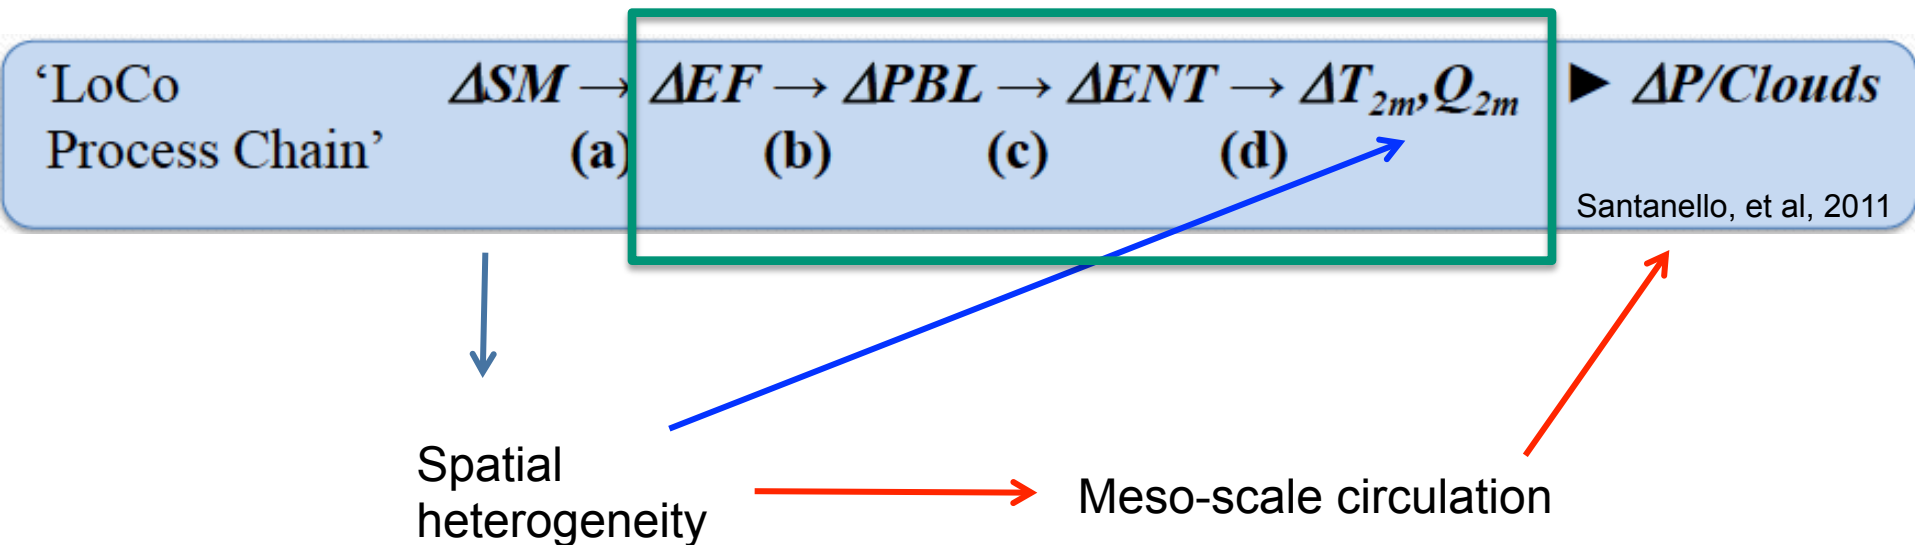 ‘LoCo ΔSM → ΔEF → ΔPBL → ΔENT → ΔT2m,Q2m ► ΔP/Clouds
Process Chain’ (a) (b) (c) (d)
Santanello, et al, 2011
Spatial
heterogeneity
Meso-scale circulation